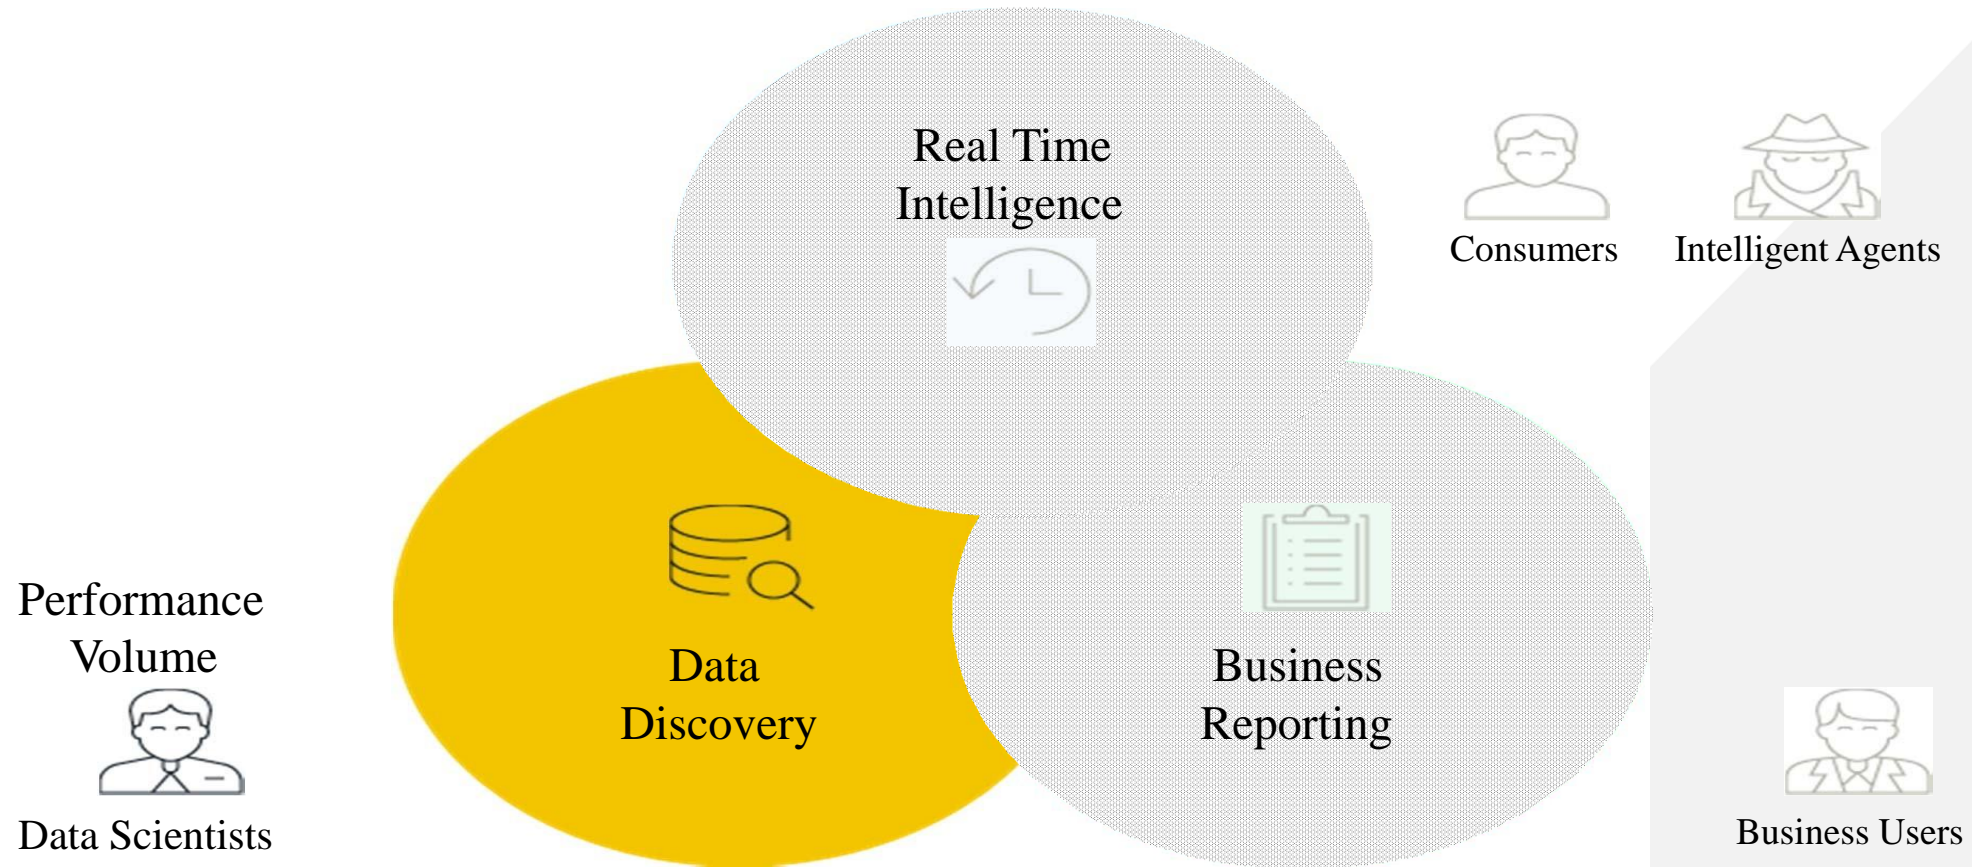 Real Time
Intelligence
Consumers
Intelligent Agents
Performance
Volume
Data Scientists
Data
Discovery
Business
Reporting
Business Users